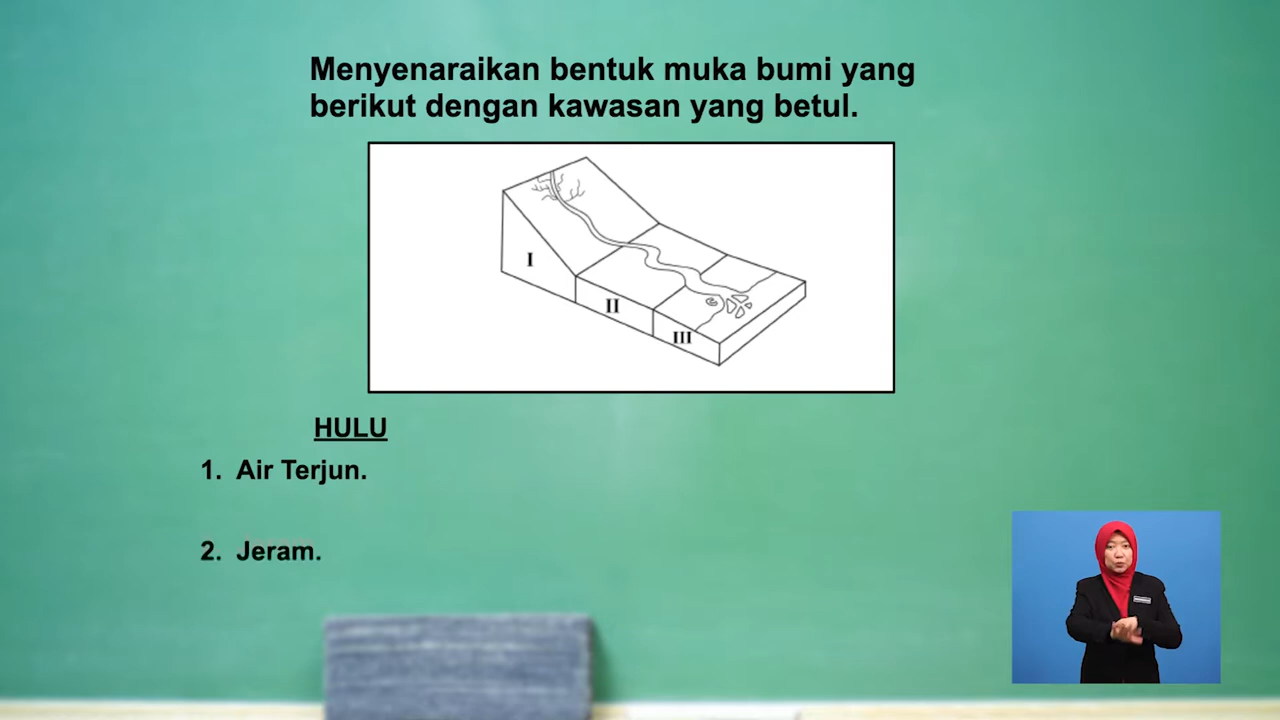 Menyenaraikan bentuk muka bumi yang
berikut dengan kawasan yang betul.
I
II
III
HULU
1. Air Terjun.
2. Jeram.